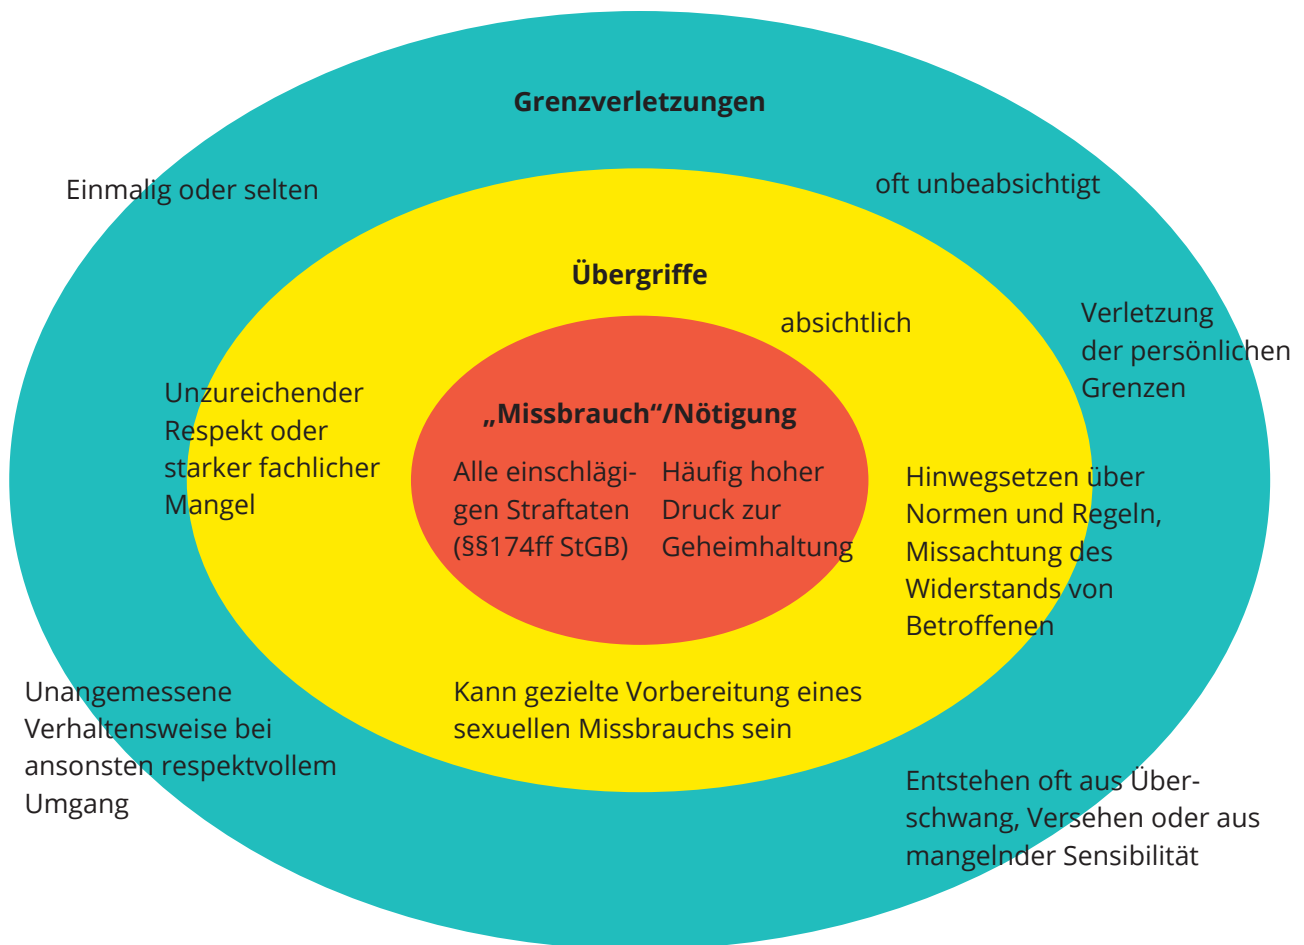 Grenzverletzungen
Einmalig oder selten
oft unbeabsichtigt
Übergriffe
absichtlich
Verletzung
der persönlichen
Grenzen
Unzureichender
Respekt oder
starker fachlicher
Mangel
„Missbrauch“/Nötigung
Alle einschlägi-
gen Straftaten
(§§174ff StGB)
Häufig hoher
Druck zur
Geheimhaltung
Hinwegsetzen über
Normen und Regeln,
Missachtung des
Widerstands von
Betroffenen
Unangemessene
Verhaltensweise bei
ansonsten respektvollem
Umgang
Kann gezielte Vorbereitung eines
sexuellen Missbrauchs sein
Entstehen oft aus Über-
schwang, Versehen oder aus
mangelnder Sensibilität